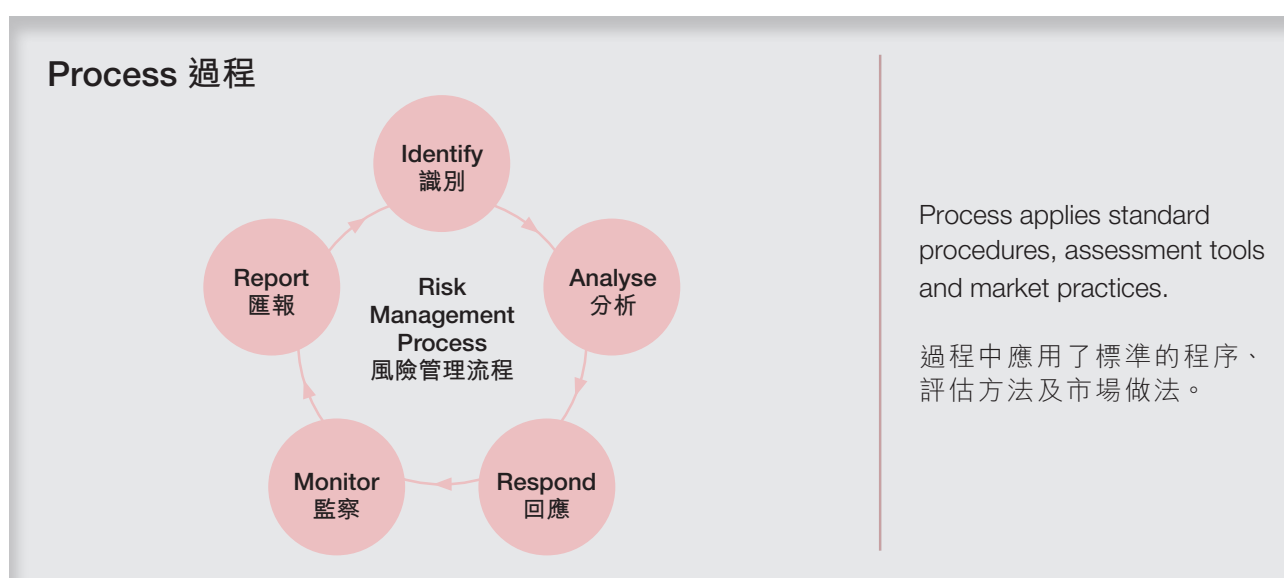 Process 過程
Identify
識別
Analyse
分析
Respond
回應
Monitor
監察
Report
匯報
Risk
Management
Process
風險管理流程
Process applies standard
procedures, assessment tools
and market practices.
過程中應用了標準的程序、
評估方法及市場做法。